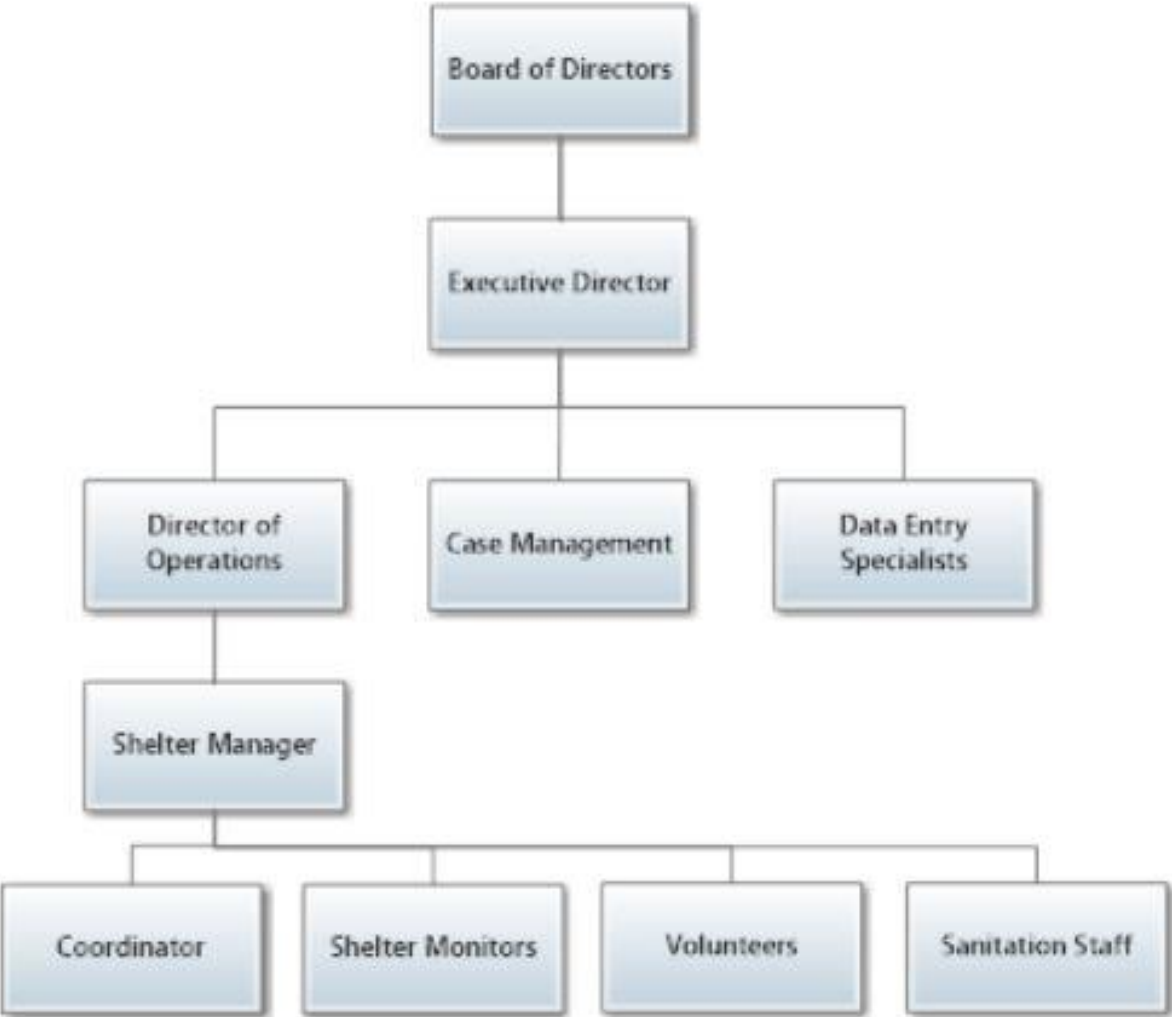 Board of Directors
Executive Director
Director of
Operations
Case Management
Data Entry
Specialists
Shelter Manager
Coordinator
Shelter Monitors
Volunteers
Sanitation Staff